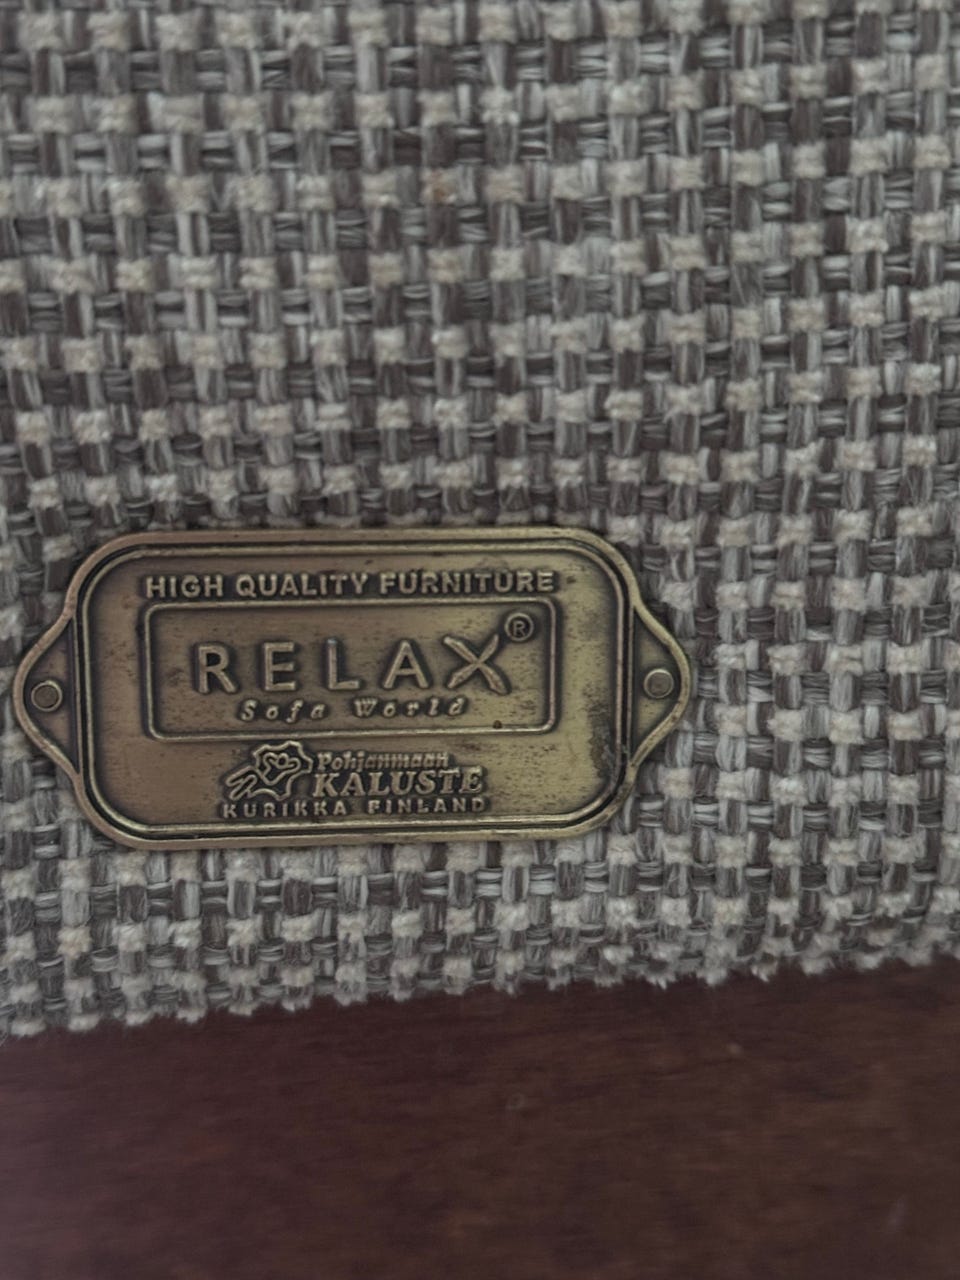 HIGH QUALITY FURNITURE
RELAX®
Sofa World
Pohjanmaan
KALUSTE
KURIKKA FINLAND